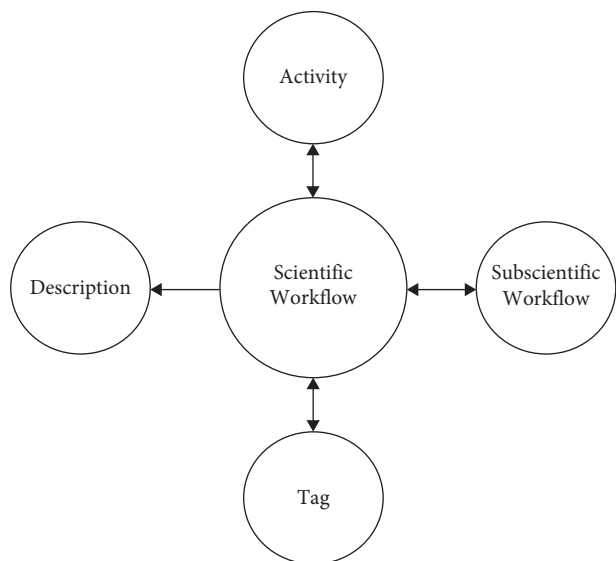 Activity
Description
Scientific
Workflow
Subscientific
Workflow
Tag